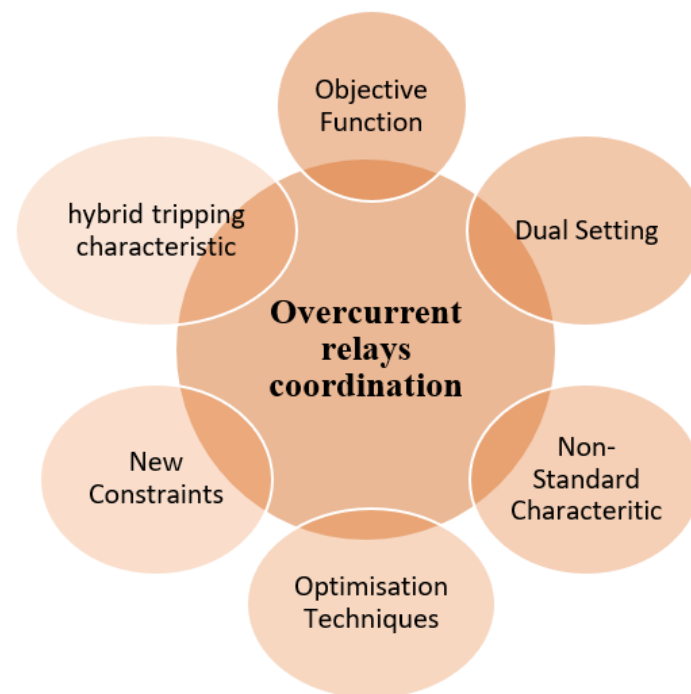 Objective
Function
hybrid tripping
characteristic
Dual Setting
Overcurrent
relays
coordination
New
Constraints
Non-
Standard
Characteritic
Optimisation
Techniques